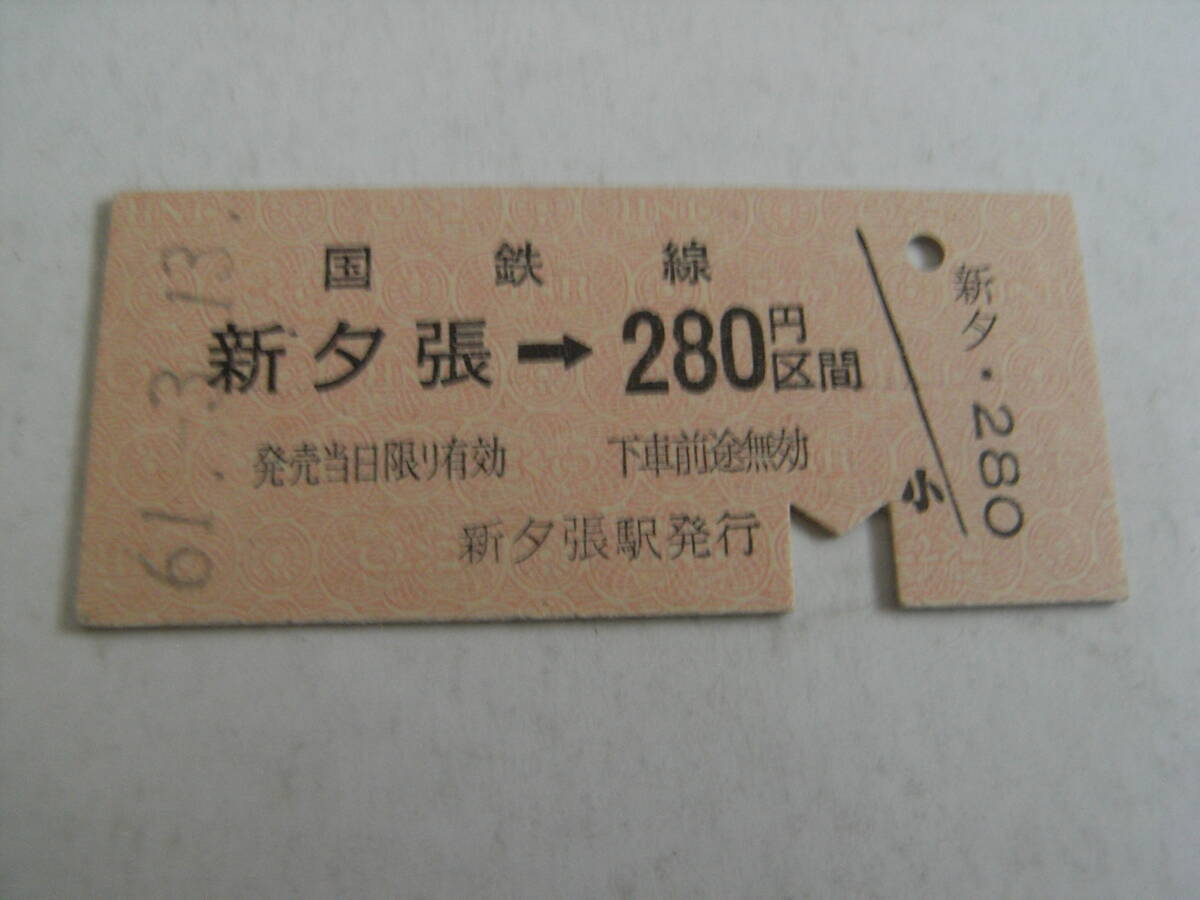 国鉄線
新夕張→280円区間
発売当日限り有効 下車前途無効
新夕張駅発行
小
新夕・280
61.-3.13